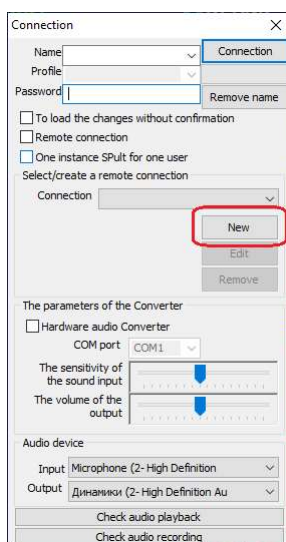 Connection
Name
Connection
Profile
Password
Remove name
To load the changes without confirmation
Remote connection
One instance SPult for one user
Select/create a remote connection
Connection
New
Edit
Remove
The parameters of the Converter
Hardware audio Converter
COM port COM1
The sensitivity of
the sound input
The volume of the
output
Audio device
Input Microphone (2- High Definition
Output Динамики (2- High Definition Au
Check audio playback
Check audio recording